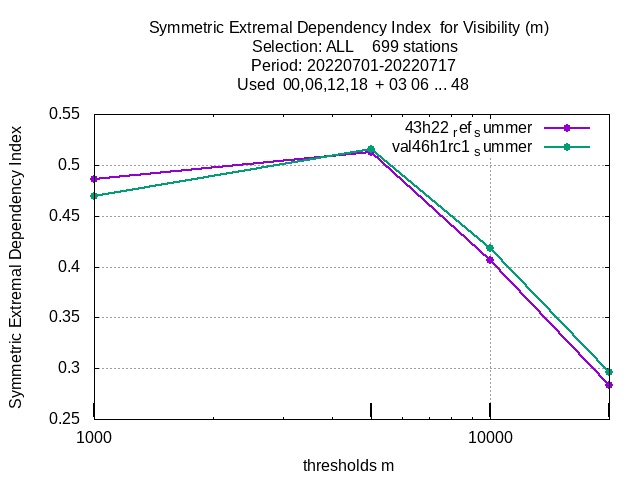 Symmetric Extremal Dependency Index for Visibility (m)
Selection: ALL 699 stations
Period: 20220701-20220717
Used 00,06,12,18 + 03 06 ... 48
Symmetric Extremal Dependency Index
0.55
0.5
0.45
0.4
0.35
0.3
0.25
43h22ref summer
val46h1rc1 summer
1000
10000
thresholds m